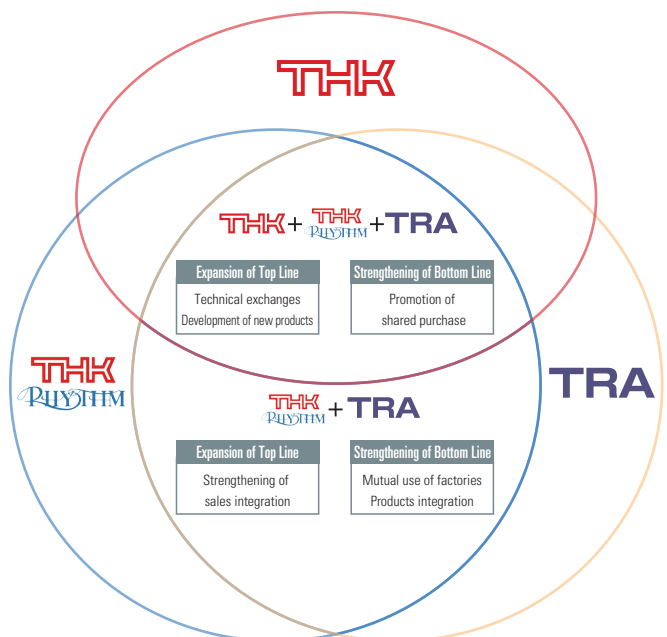 THK
THK + THK RHYTHM + TRA
Expansion of Top Line
Technical exchanges
Development of new products
Strengthening of Bottom Line
Promotion of
shared purchase
THK
RHYTHM
TRA
THK RHYTHM + TRA
Expansion of Top Line
Strengthening of
sales integration
Strengthening of Bottom Line
Mutual use of factories
Products integration